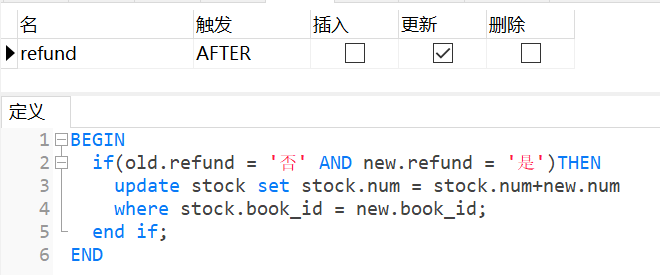 名 触发 插入 更新 删除
refund AFTER
定义
1 BEGIN
2 if(old.refund = '否' AND new.refund = '是')THEN
3 update stock set stock.num = stock.num+new.num
4 where stock.book_id = new.book_id;
5 end if;
6 END